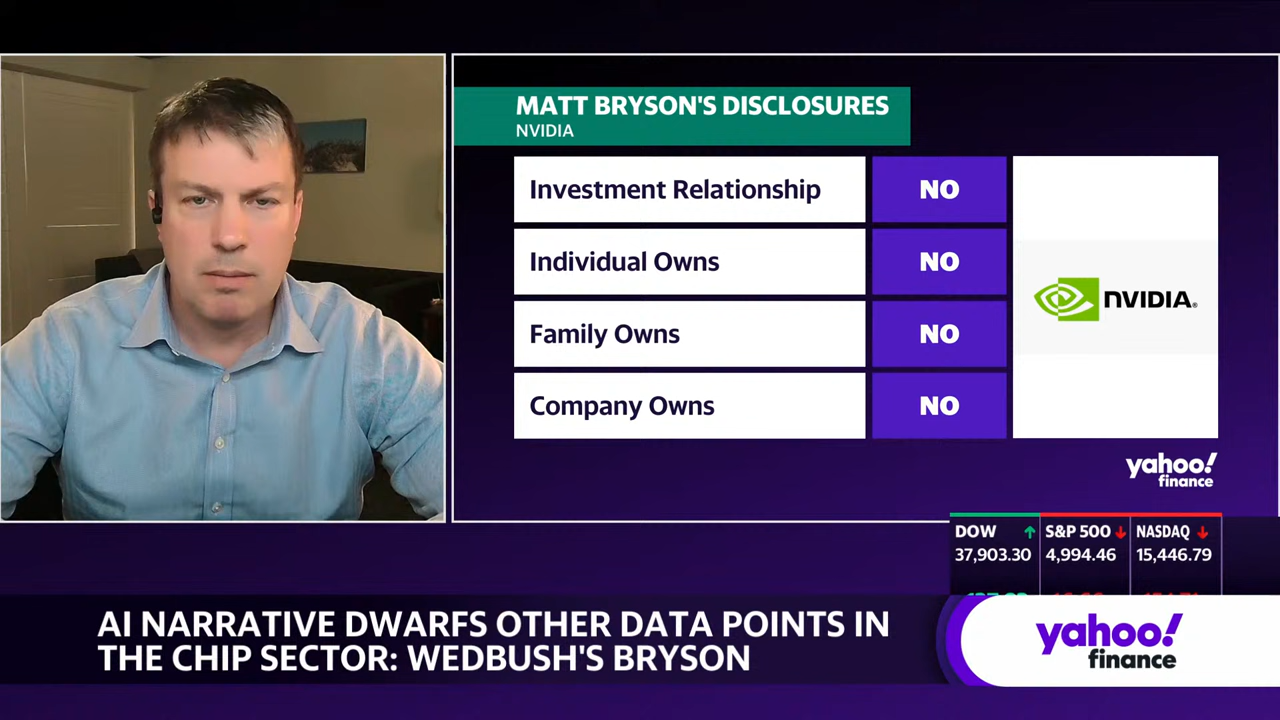 MATT BRYSON'S DISCLOSURES
NVIDIA
Investment Relationship NO
Individual Owns NO
Family Owns NO
Company Owns NO
NVIDIA®
yahoo!
finance
DOW S&P 500 NASDAQ
37,903.30 4,994.46 15,446.79
AI NARRATIVE DWARFS OTHER DATA POINTS IN
THE CHIP SECTOR: WEDBUSH'S BRYSON
yahoo!
finance